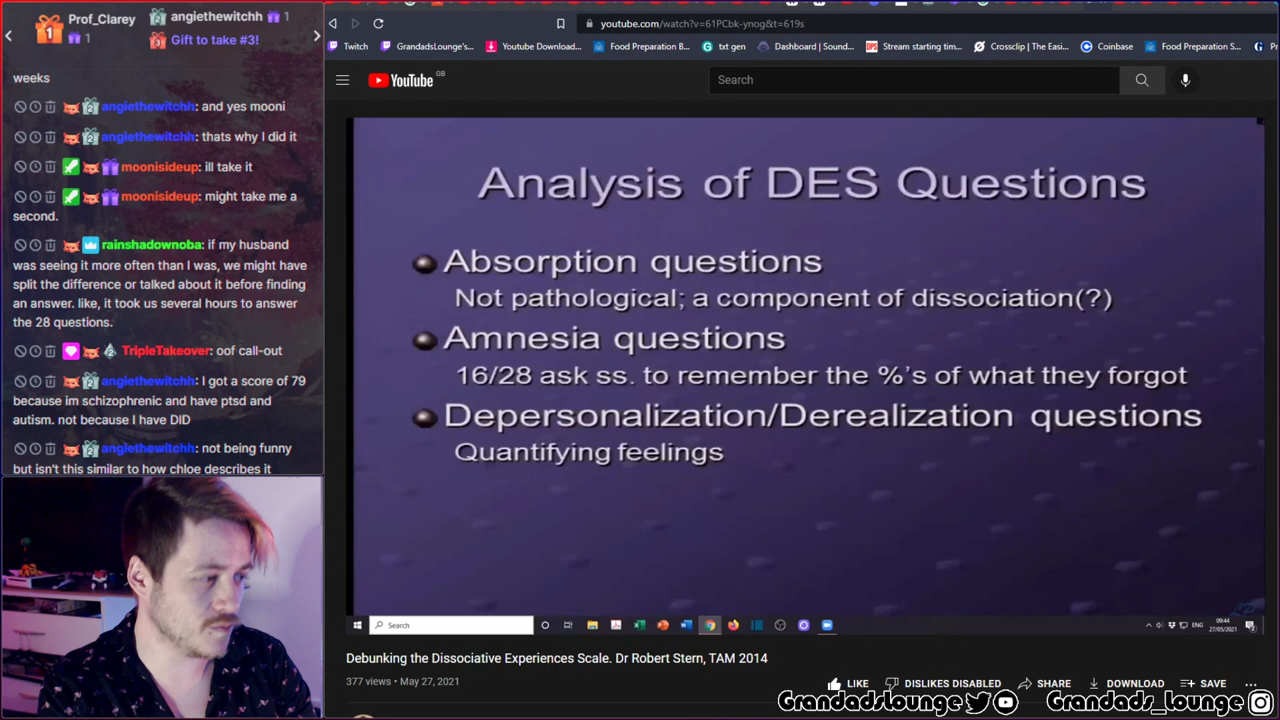 Prof_Clarey
1
1
angiethewitchh 1
Gift to take #3!
weeks
angiethewitchh: and yes mooni
angiethewitchh: thats why I did it
moonisideup: ill take it
moonisideup: might take me a
second.
rainshadownoba: if my husband
was seeing it more often than I was, we might have
split the difference or talked about it before finding
an answer. like, it took us several hours to answer
the 28 questions.
TripleTakeover: oof call-out
angiethewitchh: I got a score of 79
because im schizophrenic and have ptsd and
autism. not because I have DID
angiethewitchh: not being funny
but isn't this similar to how chloe describes it
youtube.com/watch?v=61PCbk-ynog&t=619s
Twitch
GrandadsLounge's...
Youtube Download...
Food Preparation B...
txt gen
Dashboard | Sound...
Stream starting tim...
Crossclip | The Easi...
Coinbase
Food Preparation S...
YouTube GB
Search
Analysis of DES Questions
Absorption questions
Not pathological; a component of dissociation(?)
Amnesia questions
16/28 ask ss. to remember the %'s of what they forgot
Depersonalization/Derealization questions
Quantifying feelings
Search
ENG
09:44
27/05/2021
Debunking the Dissociative Experiences Scale. Dr Robert Stern, TAM 2014
377 views • May 27, 2021
LIKE
DISLIKES DISABLED
SHARE
DOWNLOAD
SAVE
GrandadsLounge
Grandads_lounge